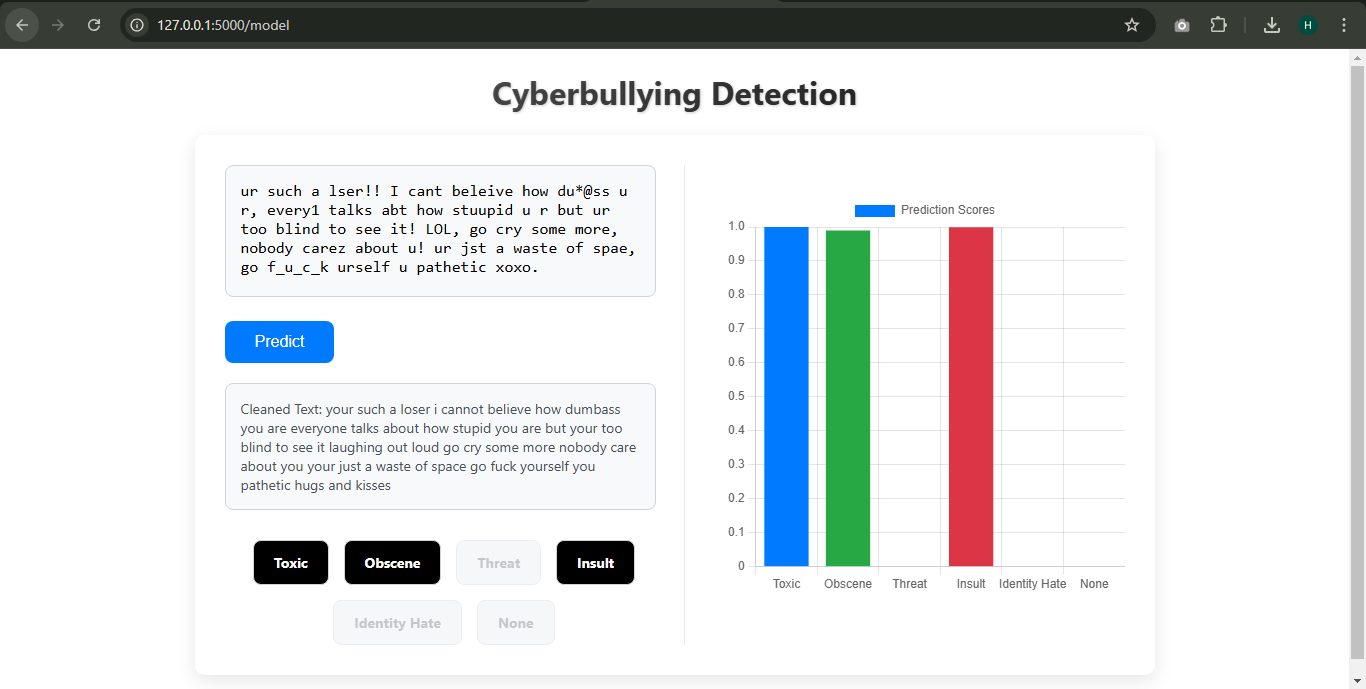 127.0.0.1:5000/model
H
Cyberbullying Detection
ur such a lser!! I cant beleive how du*@ss u
r, every1 talks abt how stuupid u r but ur
too blind to see it! LOL, go cry some more,
nobody carez about u! ur jst a waste of spae,
go f_u_c_k urself u pathetic xoxo.
Predict
Cleaned Text: your such a loser i cannot believe how dumbass
you are everyone talks about how stupid you are but your too
blind to see it laughing out loud go cry some more nobody care
about you your just a waste of space go fuck yourself you
pathetic hugs and kisses
Toxic
Obscene
Threat
Insult
Identity Hate
None
Prediction Scores
1.0
0.9
0.8
0.7
0.6
0.5
0.4
0.3
0.2
0.1
0
Toxic
Obscene
Threat
Insult
Identity Hate
None